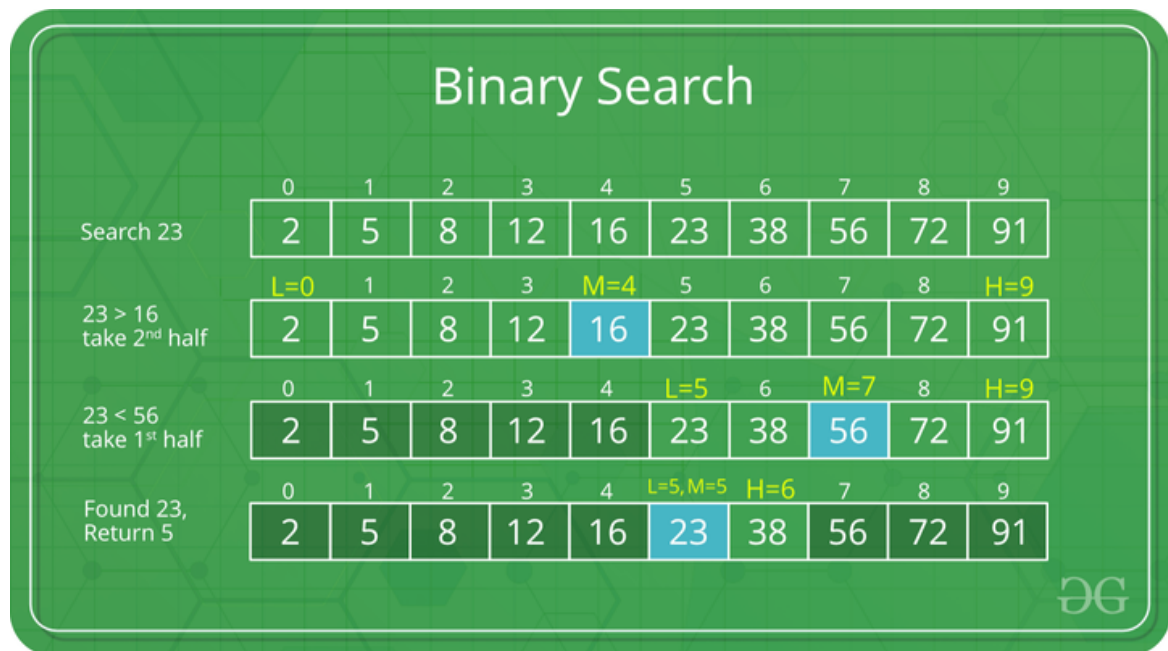 Binary Search
0 1 2 3 4 5 6 7 8 9
Search 23 2 5 8 12 16 23 38 56 72 91
L=0 1 2 3 M=4 5 6 7 8 H=9
23 > 16
take 2nd half 2 5 8 12 16 23 38 56 72 91
0 1 2 3 4 L=5 6 M=7 8 H=9
23 < 56
take 1st half 2 5 8 12 16 23 38 56 72 91
0 1 2 3 4 L=5, M=5 H=6 7 8 9
Found 23,
Return 5 2 5 8 12 16 23 38 56 72 91